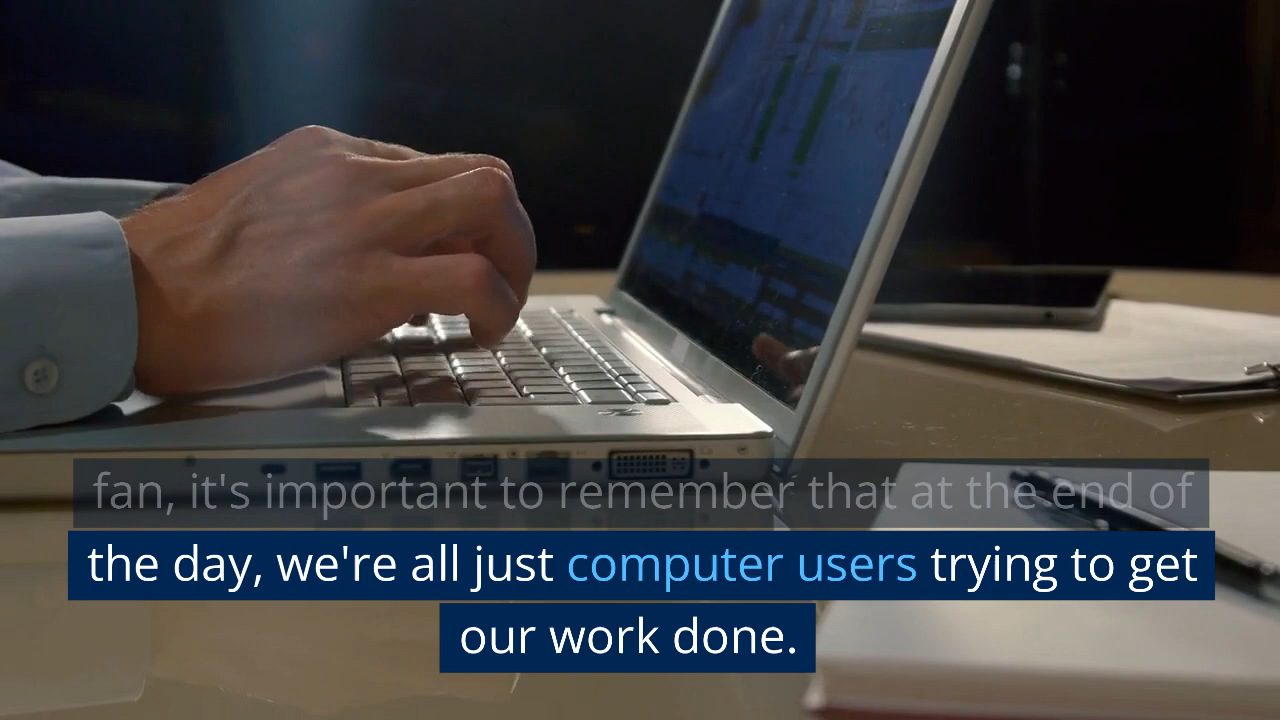 fan, it's important to remember that at the end of
the day, we're all just computer users trying to get
our work done.